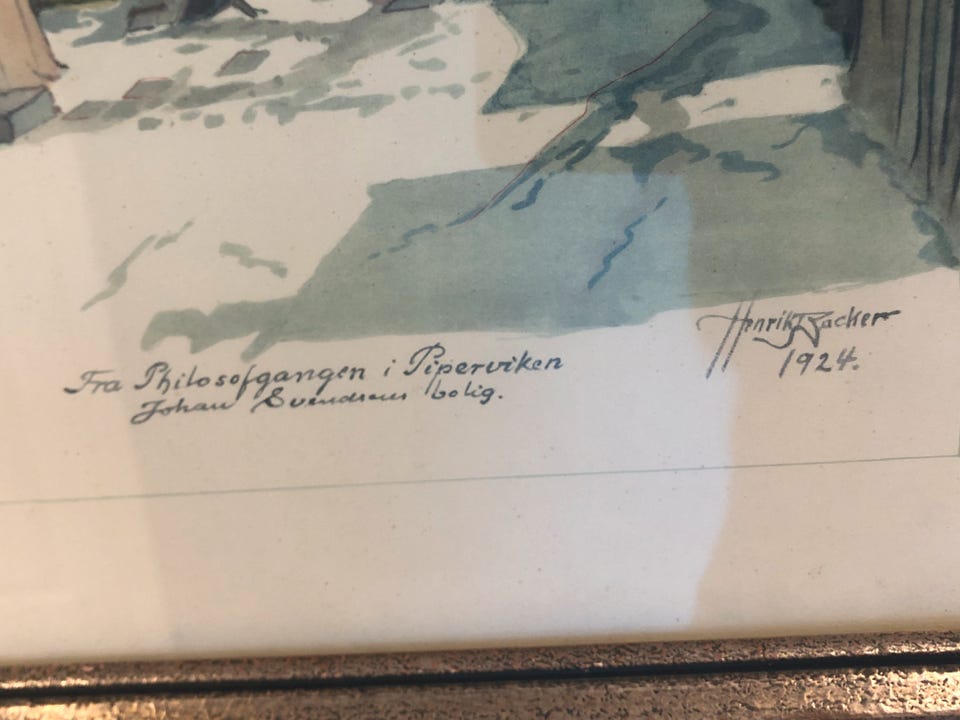 Fra Philosofgangen i Piperviken
Johan Svendsens bolig.
Henrik Backer
1924.